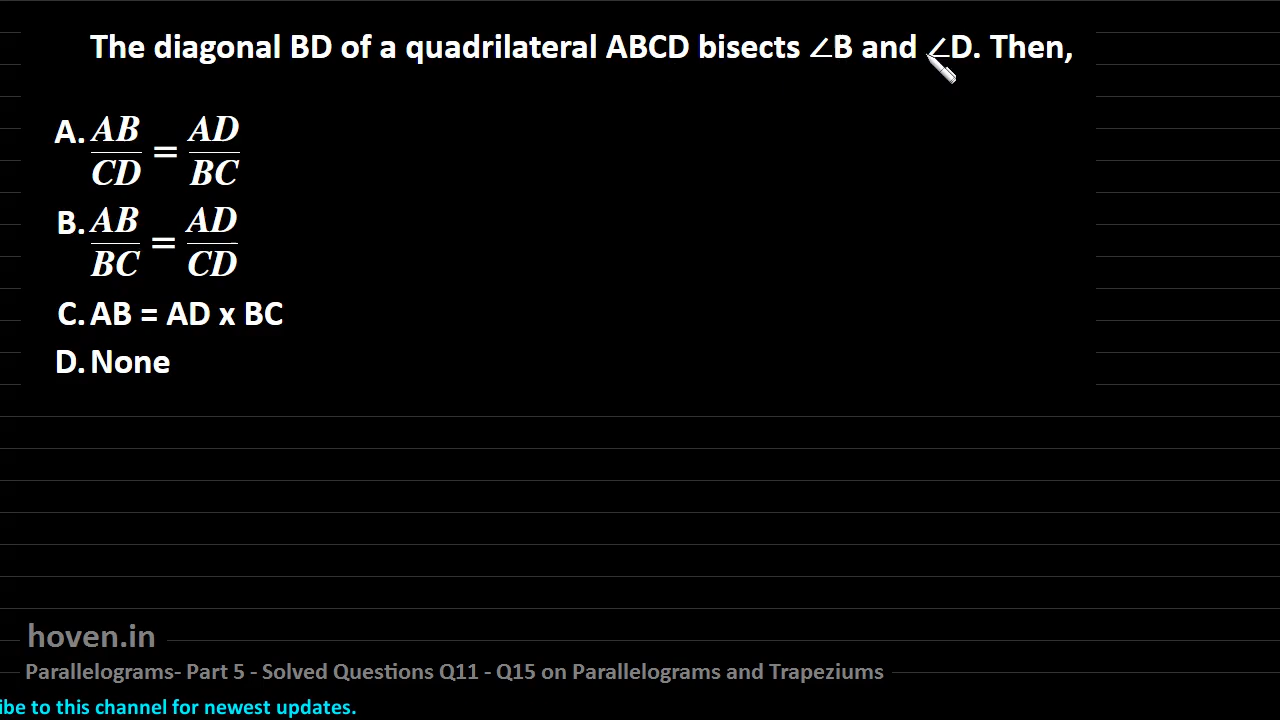 The diagonal BD of a quadrilateral ABCD bisects ∠B and ∠D. Then,
A. AB/CD = AD/BC
B. AB/BC = AD/CD
C. AB = AD x BC
D. None
hoven.in
Parallelograms- Part 5 - Solved Questions Q11 - Q15 on Parallelograms and Trapeziums
ibe to this channel for newest updates.